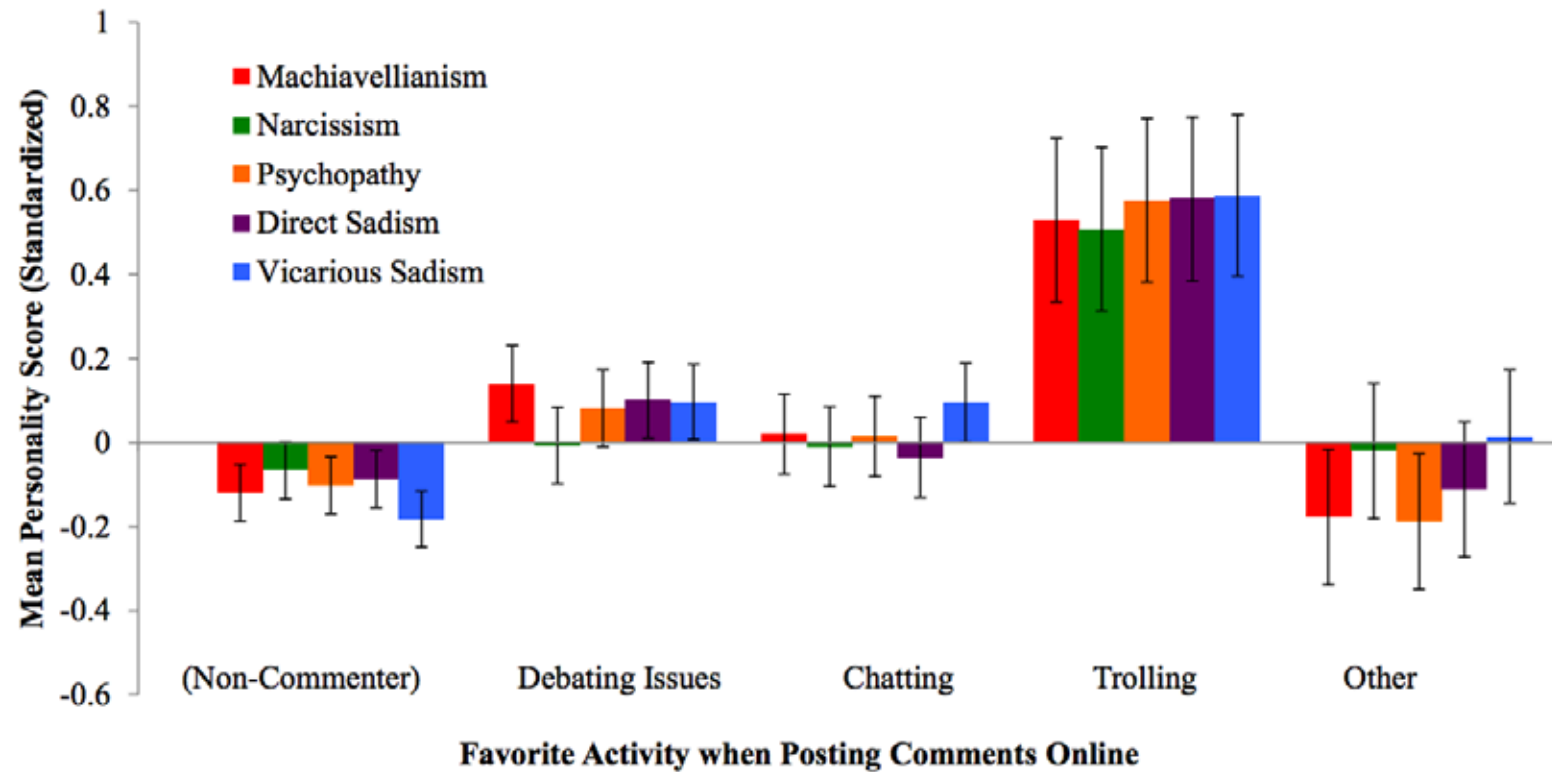 Mean Personality Score (Standardized)
1
0.8
0.6
0.4
0.2
0
-0.2
-0.4
-0.6
Machiavellianism
Narcissism
Psychopathy
Direct Sadism
Vicarious Sadism
(Non-Commenter) Debating Issues Chatting Trolling Other
Favorite Activity when Posting Comments Online